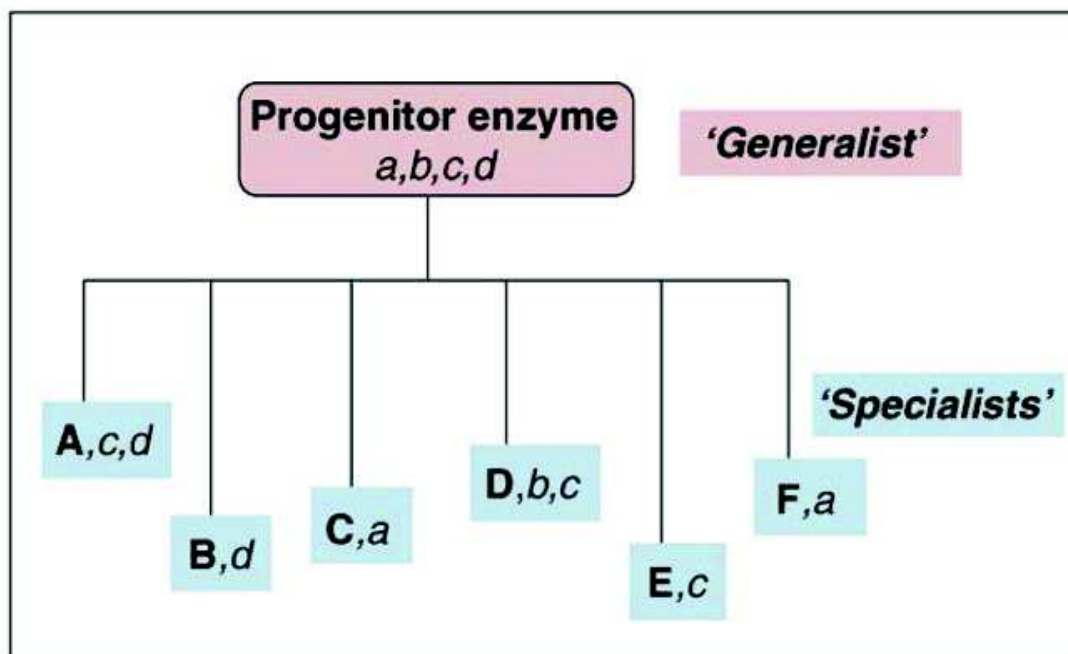 Progenitor enzyme
a,b,c,d
‘Generalist’
‘Specialists’
A,c,d
B,d
C,a
D,b,c
E,c
F,a